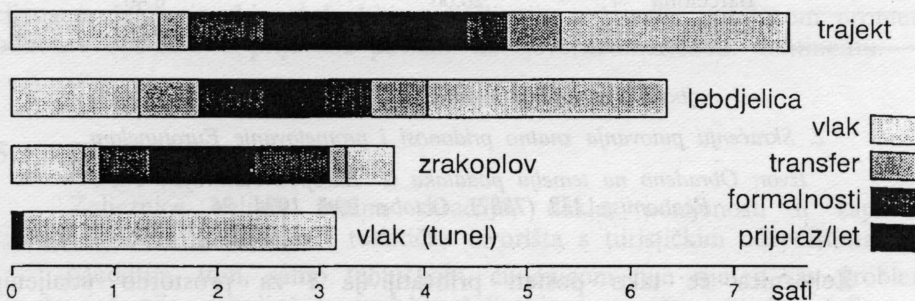 trajekt
lebdjelica
vlak
zrakoplov
transfer
formalnosti
vlak (tunel)
prijelaz/let
0 1 2 3 4 5 6 7 sati